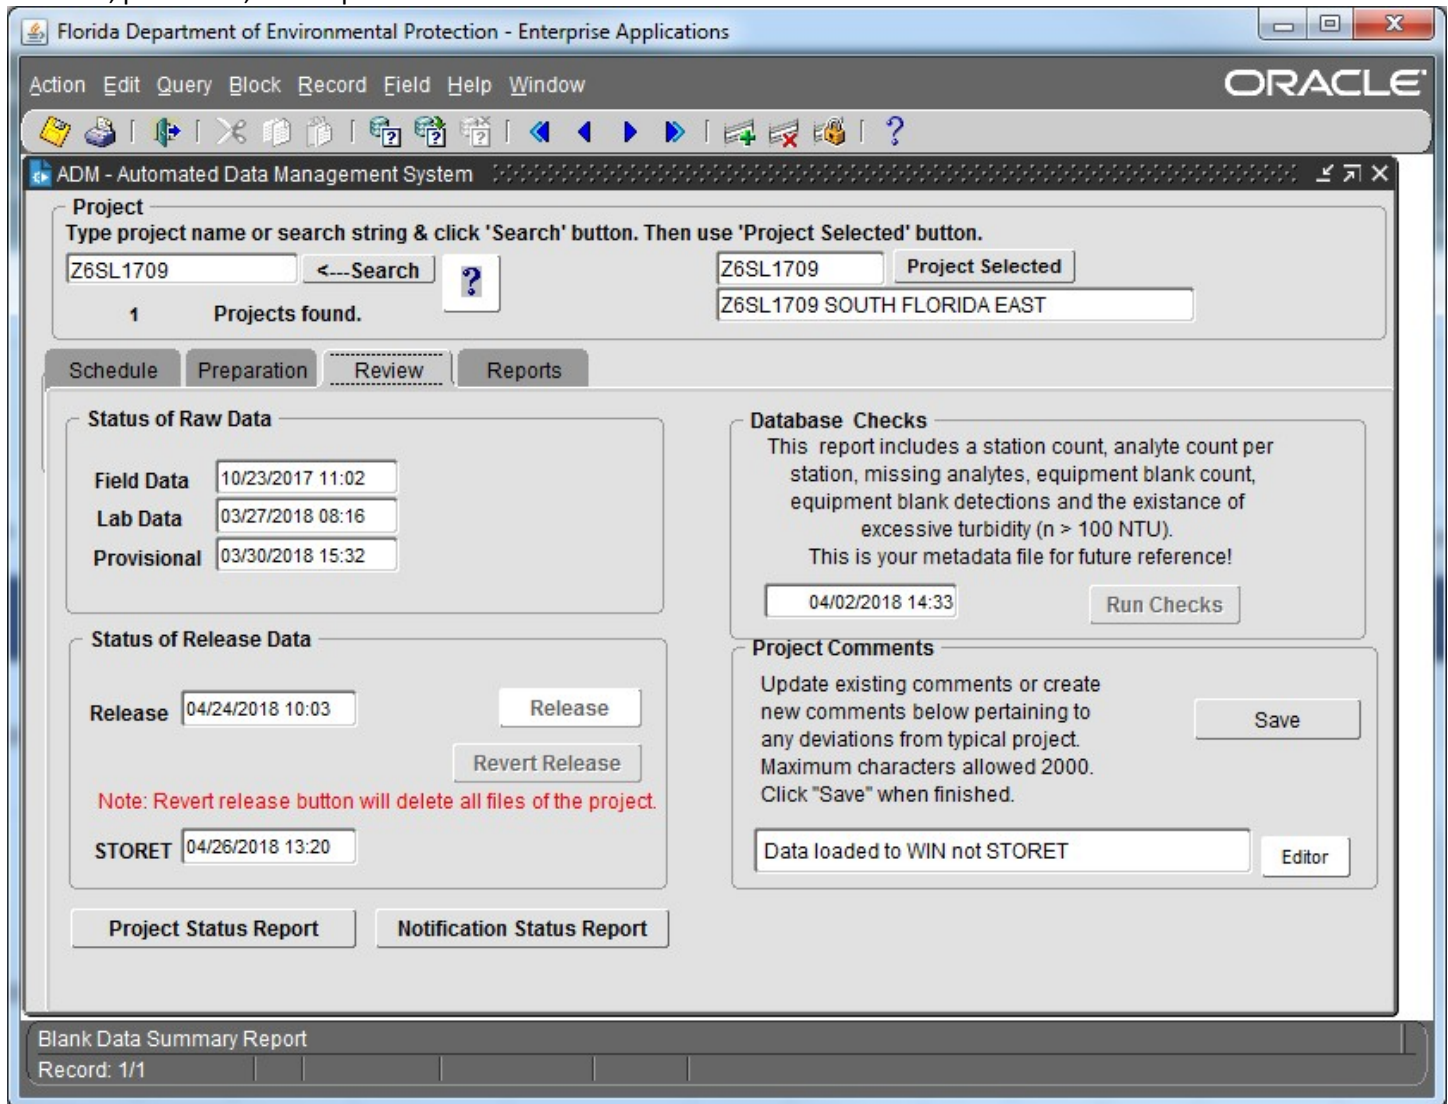 Florida Department of Environmental Protection - Enterprise Applications
Action Edit Query Block Record Field Help Window
ORACLE
ADM - Automated Data Management System
Project
Type project name or search string & click 'Search' button. Then use 'Project Selected' button.
Z6SL1709 <---Search ? Z6SL1709 Project Selected
1 Projects found. Z6SL1709 SOUTH FLORIDA EAST
Schedule Preparation Review Reports
Status of Raw Data
Field Data 10/23/2017 11:02
Lab Data 03/27/2018 08:16
Provisional 03/30/2018 15:32
Status of Release Data
Release 04/24/2018 10:03 Release
Revert Release
Note: Revert release button will delete all files of the project.
STORET 04/26/2018 13:20
Project Status Report Notification Status Report
Database Checks
This report includes a station count, analyte count per
station, missing analytes, equipment blank count,
equipment blank detections and the existance of
excessive turbidity (n > 100 NTU).
This is your metadata file for future reference!
04/02/2018 14:33 Run Checks
Project Comments
Update existing comments or create
new comments below pertaining to
any deviations from typical project.
Maximum characters allowed 2000.
Click "Save" when finished.
Save
Data loaded to WIN not STORET Editor
Blank Data Summary Report
Record: 1/1